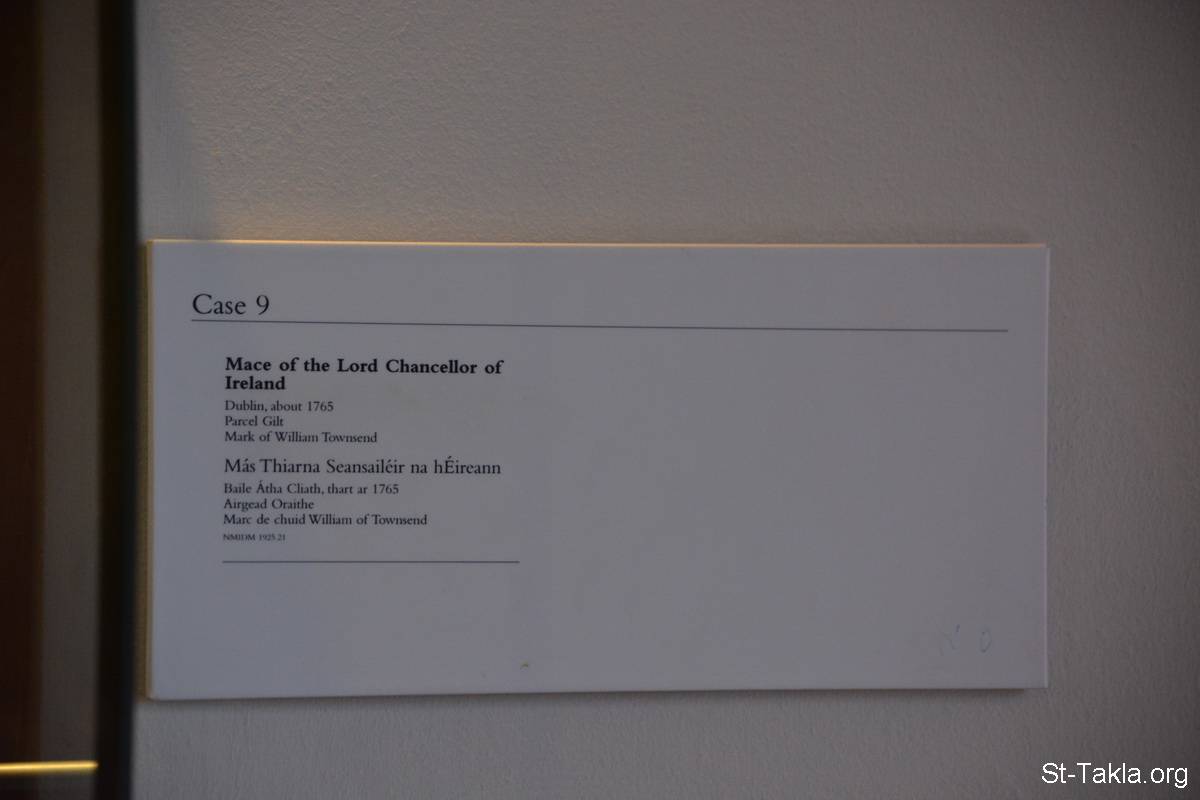 Case 9
Mace of the Lord Chancellor of
Ireland
Dublin, about 1765
Parcel Gilt
Mark of William Townsend
Más Thiarna Seansailéir na hÉireann
Baile Átha Cliath, thart ar 1765
Airgead Oraithe
Marc de chuid William of Townsend
NMIDM 1925.21
St-Takla.org